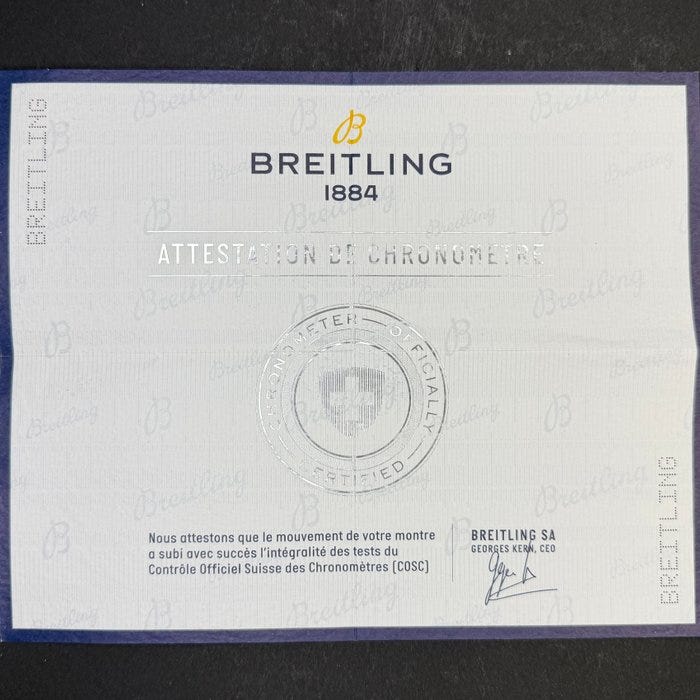 BREITLING
B
BREITLING
1884
ATTESTATION DE CHRONOMETRE
CHRONOMETER — OFFICIALLY
CERTIFIED
Nous attestons que le mouvement de votre montre
a subi avec succès l'intégralité des tests du
Contrôle Officiel Suisse des Chronomètres (COSC)
BREITLING SA
GEORGES KERN, CEO
BREITLING